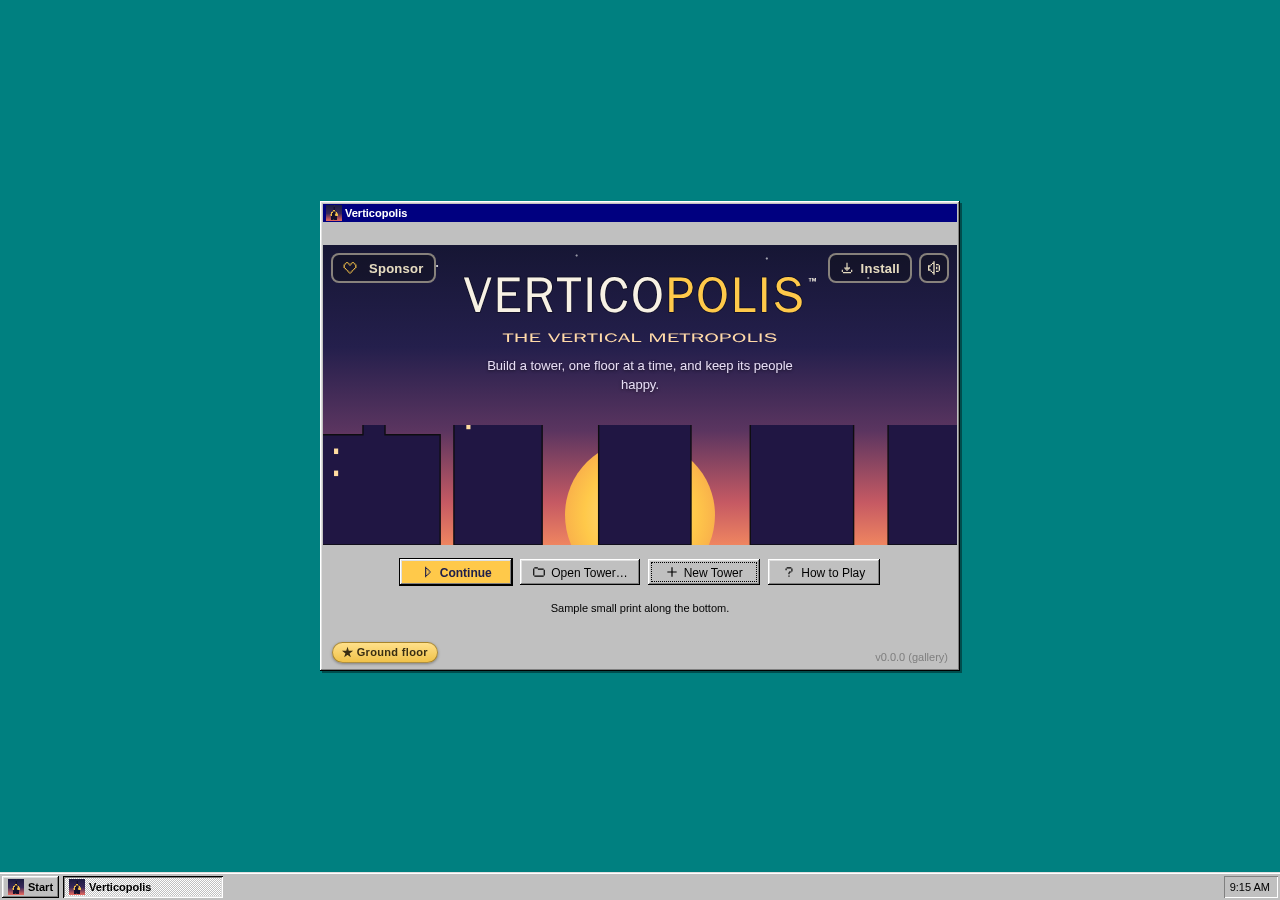 Verticopolis
Sponsor
Install
VERTICOPOLIS™
THE VERTICAL METROPOLIS
Build a tower, one floor at a time, and keep its people
happy.
Continue
Open Tower…
New Tower
? How to Play
Sample small print along the bottom.
★ Ground floor
v0.0.0 (gallery)
Start
Verticopolis
9:15 AM